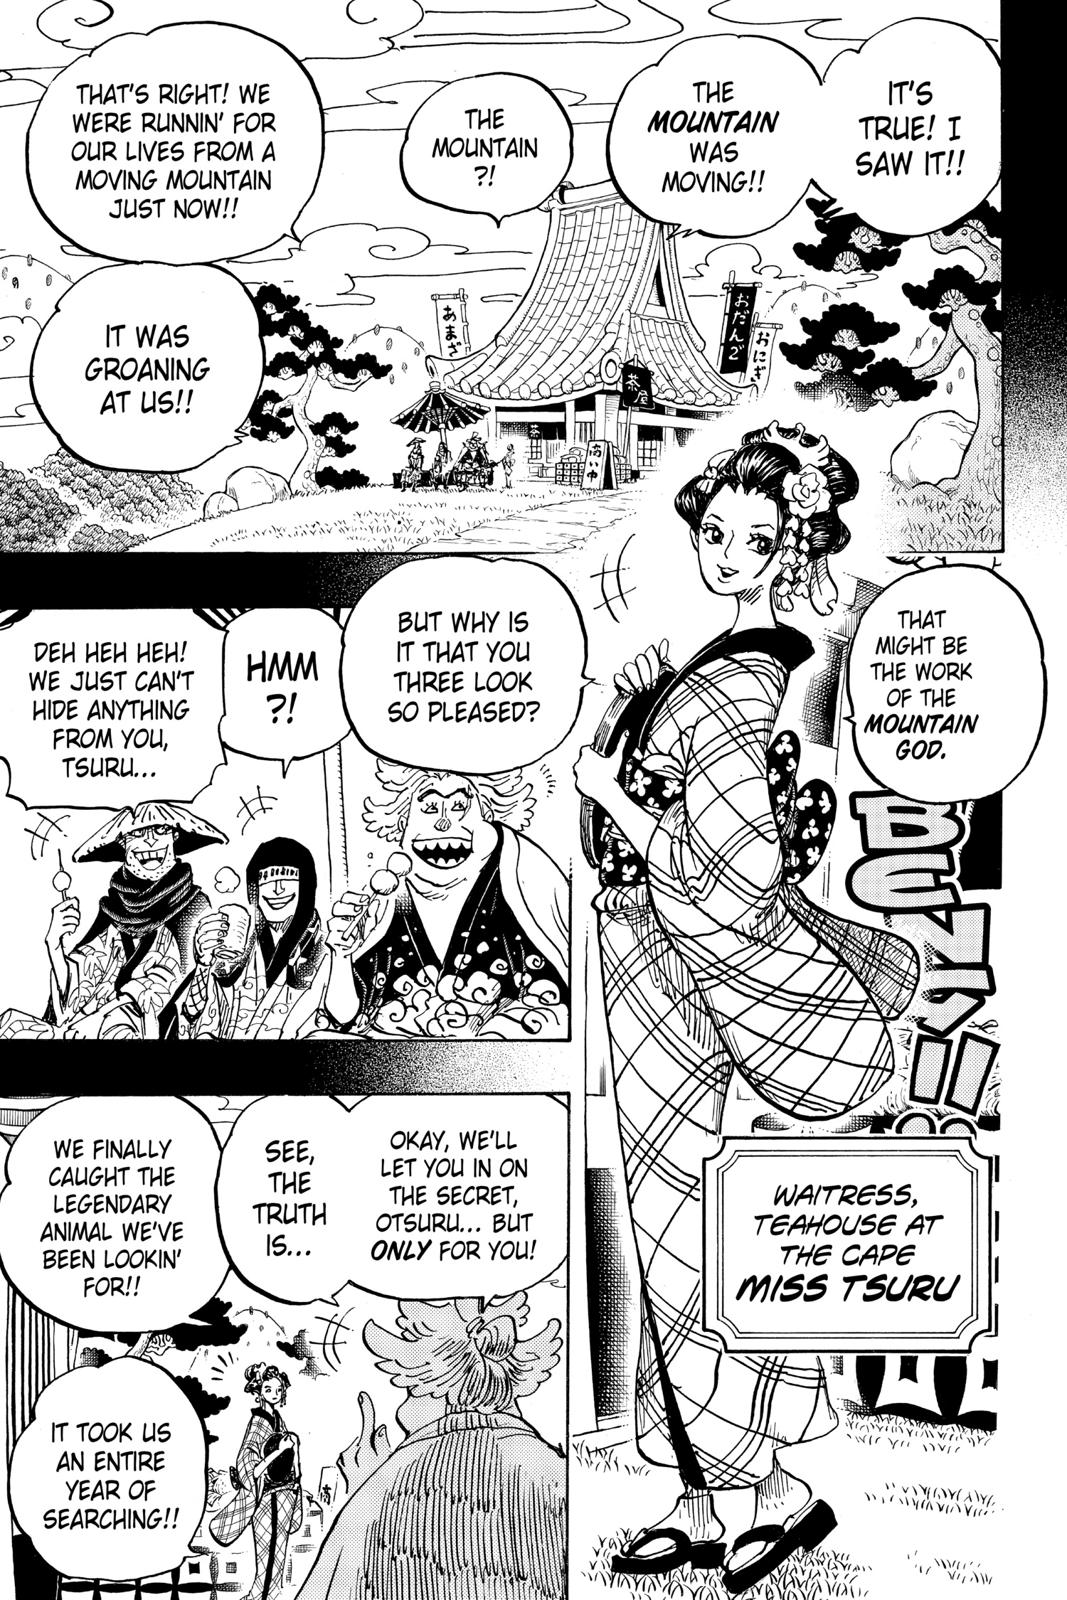 IT'S
TRUE! I
SAW IT!!
THE
MOUNTAIN
WAS
MOVING!!
THE
MOUNTAIN
?!
THAT'S RIGHT! WE
WERE RUNNIN' FOR
OUR LIVES FROM A
MOVING MOUNTAIN
JUST NOW!!
IT WAS
GROANING
AT US!!
あまざ
おだんご
おにぎ
茶屋
茶
THAT
MIGHT BE
THE WORK
OF THE
MOUNTAIN
GOD.
BEN!!
WAITRESS,
TEAHOUSE AT
THE CAPE
MISS TSURU
BUT WHY IS
IT THAT YOU
THREE LOOK
SO PLEASED?
HMM
?!
DEH HEH HEH!
WE JUST CAN'T
HIDE ANYTHING
FROM YOU,
TSURU...
OKAY, WE'LL
LET YOU IN ON
THE SECRET,
OTSURU... BUT
ONLY FOR YOU!
SEE,
THE
TRUTH
IS...
WE FINALLY
CAUGHT THE
LEGENDARY
ANIMAL WE'VE
BEEN LOOKIN'
FOR!!
IT TOOK US
AN ENTIRE
YEAR OF
SEARCHING!!